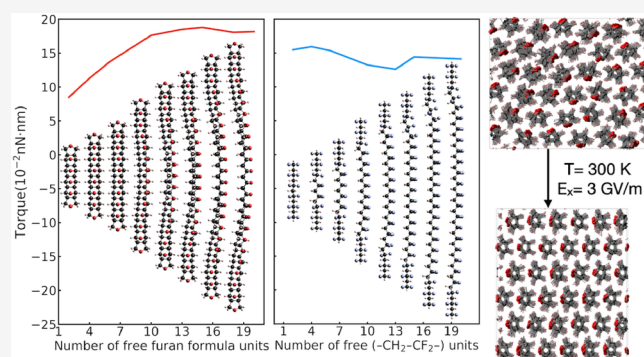 Torque(10⁻²nN·nm)
20
15
10
5
0
−5
−10
−15
−20
−25
1 4 7 10 13 16 19
Number of free furan formula units
1 4 7 10 13 16 19
Number of free (–CH₂–CF₂–) units
T= 300 K
Eₓ= 3 GV/m